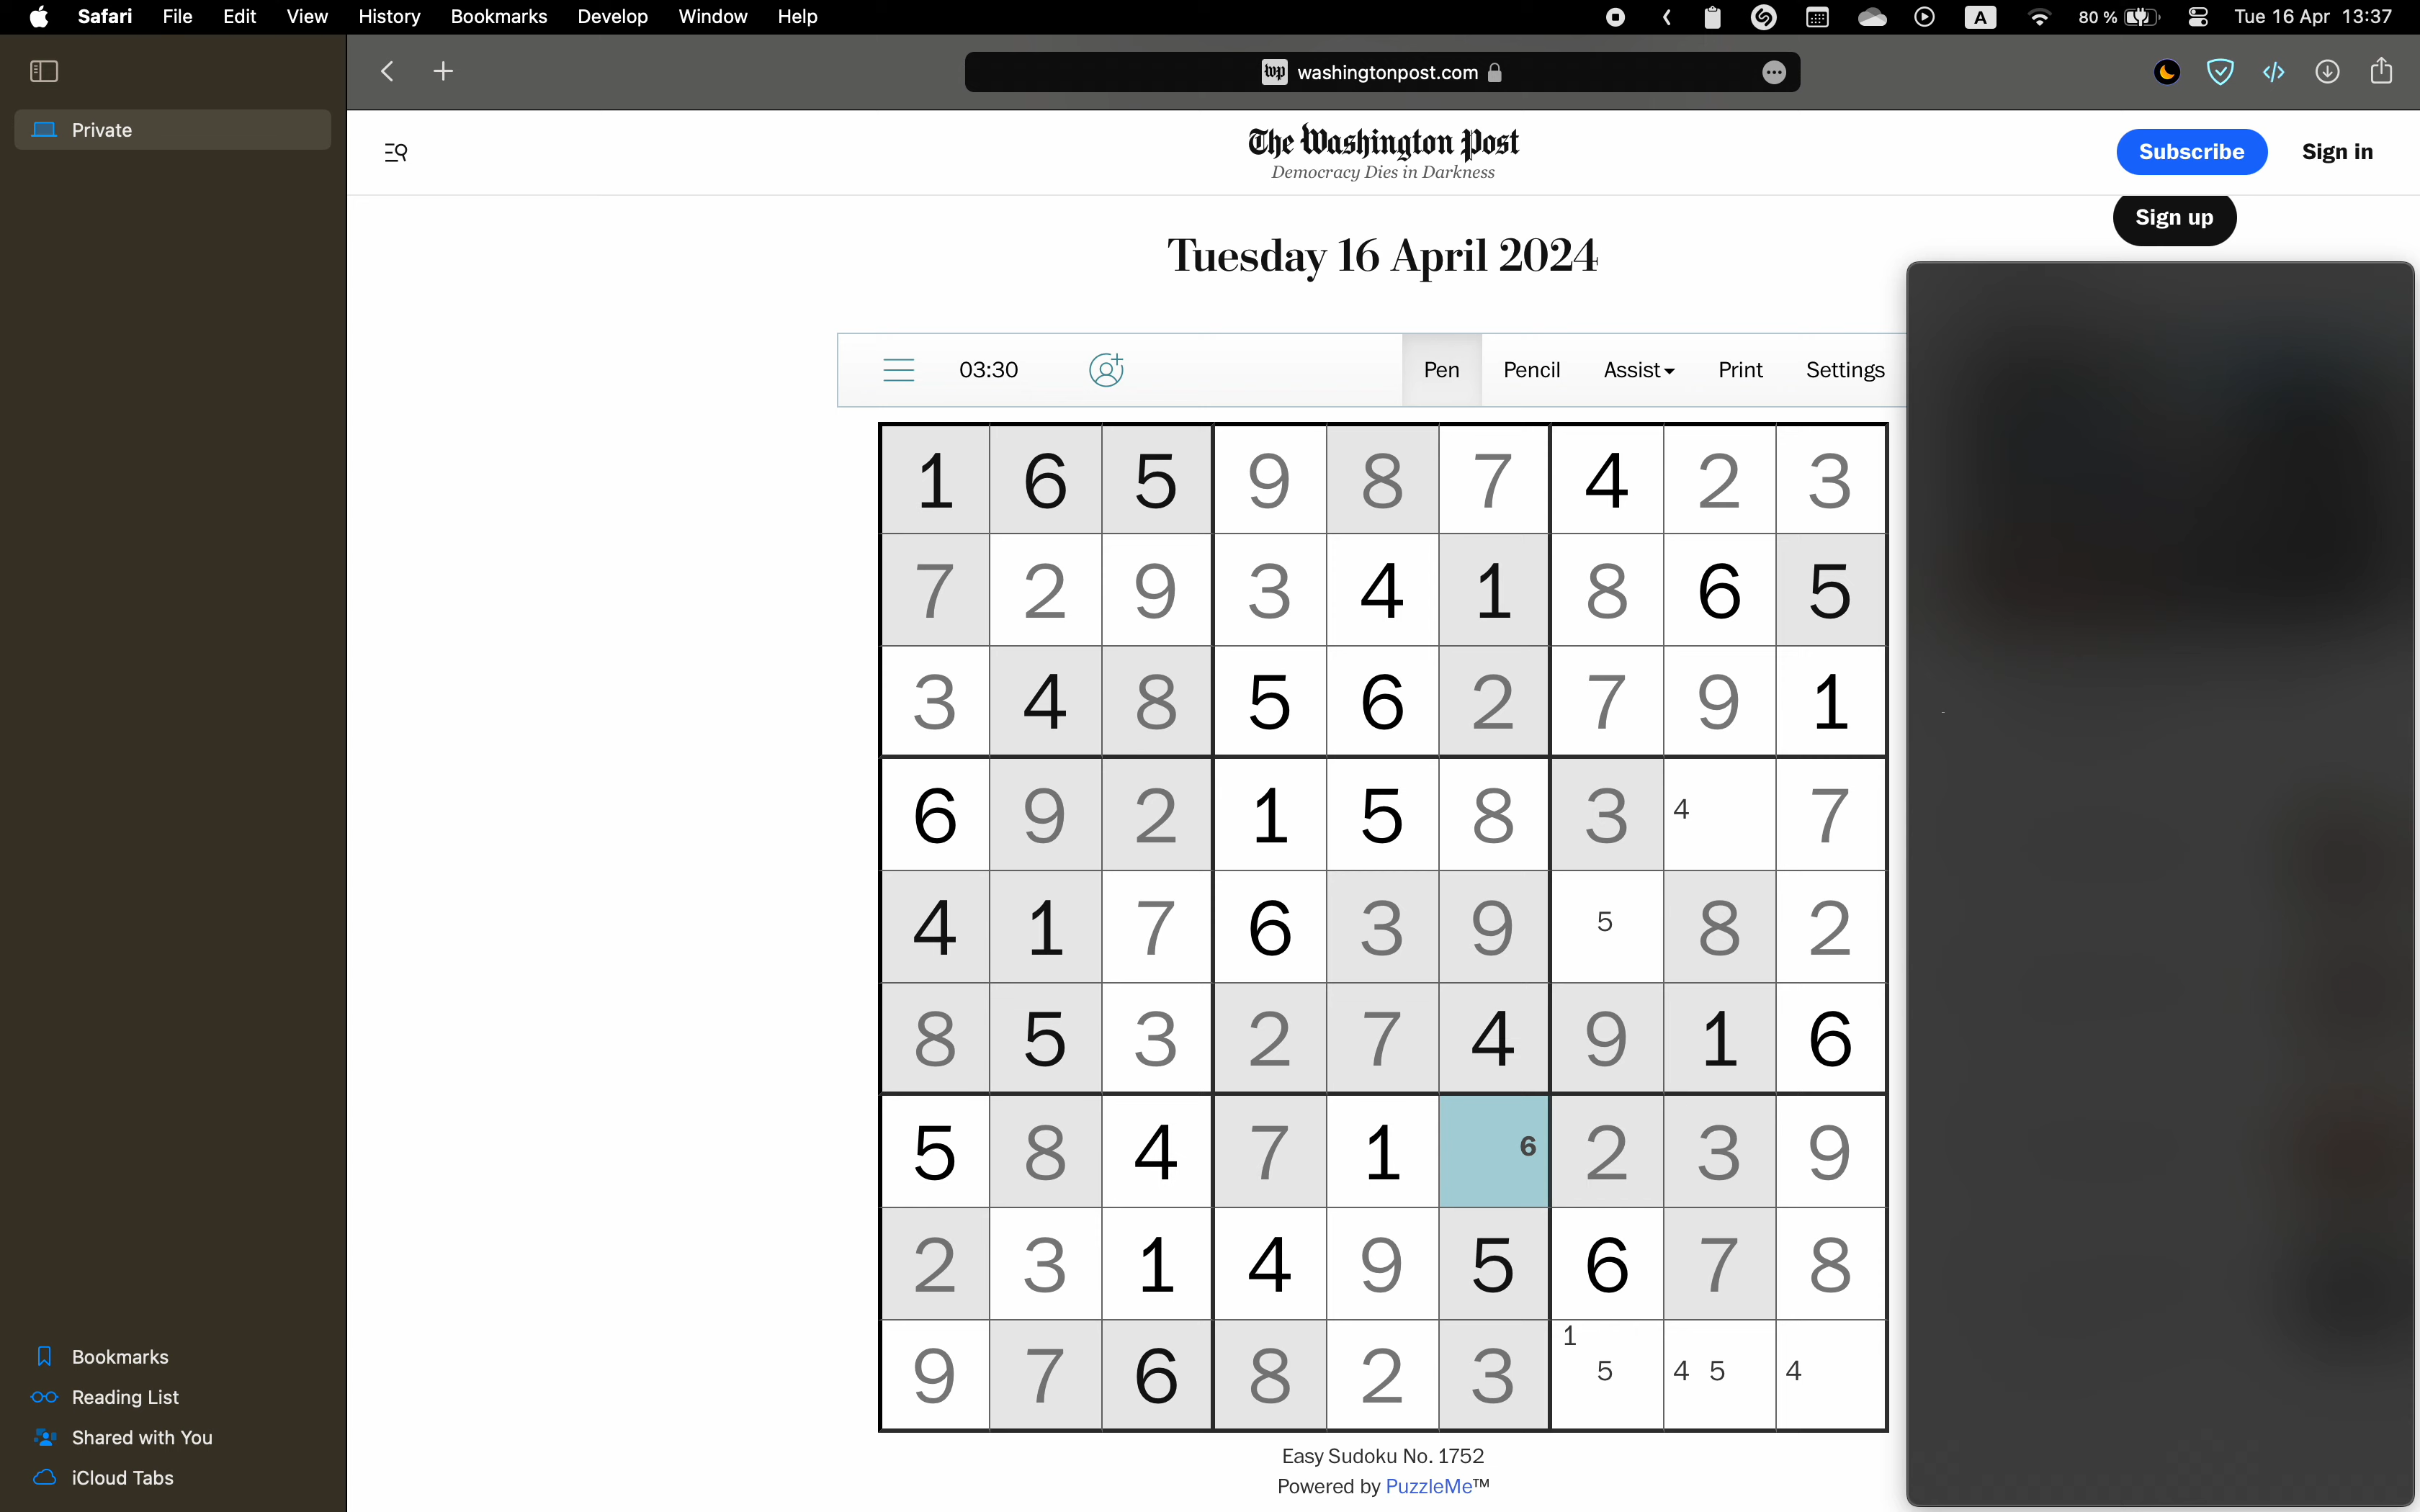 Safari File Edit View History Bookmarks Develop Window Help A 80 % Tue 16 Apr 13:37
wp washingtonpost.com
Private
The Washington Post
Democracy Dies in Darkness
Subscribe Sign in
Sign up
Tuesday 16 April 2024
03:30 Pen Pencil Assist Print Settings
1 6 5 9 8 7 4 2 3
7 2 9 3 4 1 8 6 5
3 4 8 5 6 2 7 9 1
6 9 2 1 5 8 3 4 7
4 1 7 6 3 9 5 8 2
8 5 3 2 7 4 9 1 6
5 8 4 7 1 6 2 3 9
2 3 1 4 9 5 6 7 8
9 7 6 8 2 3 1 5 4 5 4
Easy Sudoku No. 1752
Powered by PuzzleMe™
Bookmarks
Reading List
Shared with You
iCloud Tabs